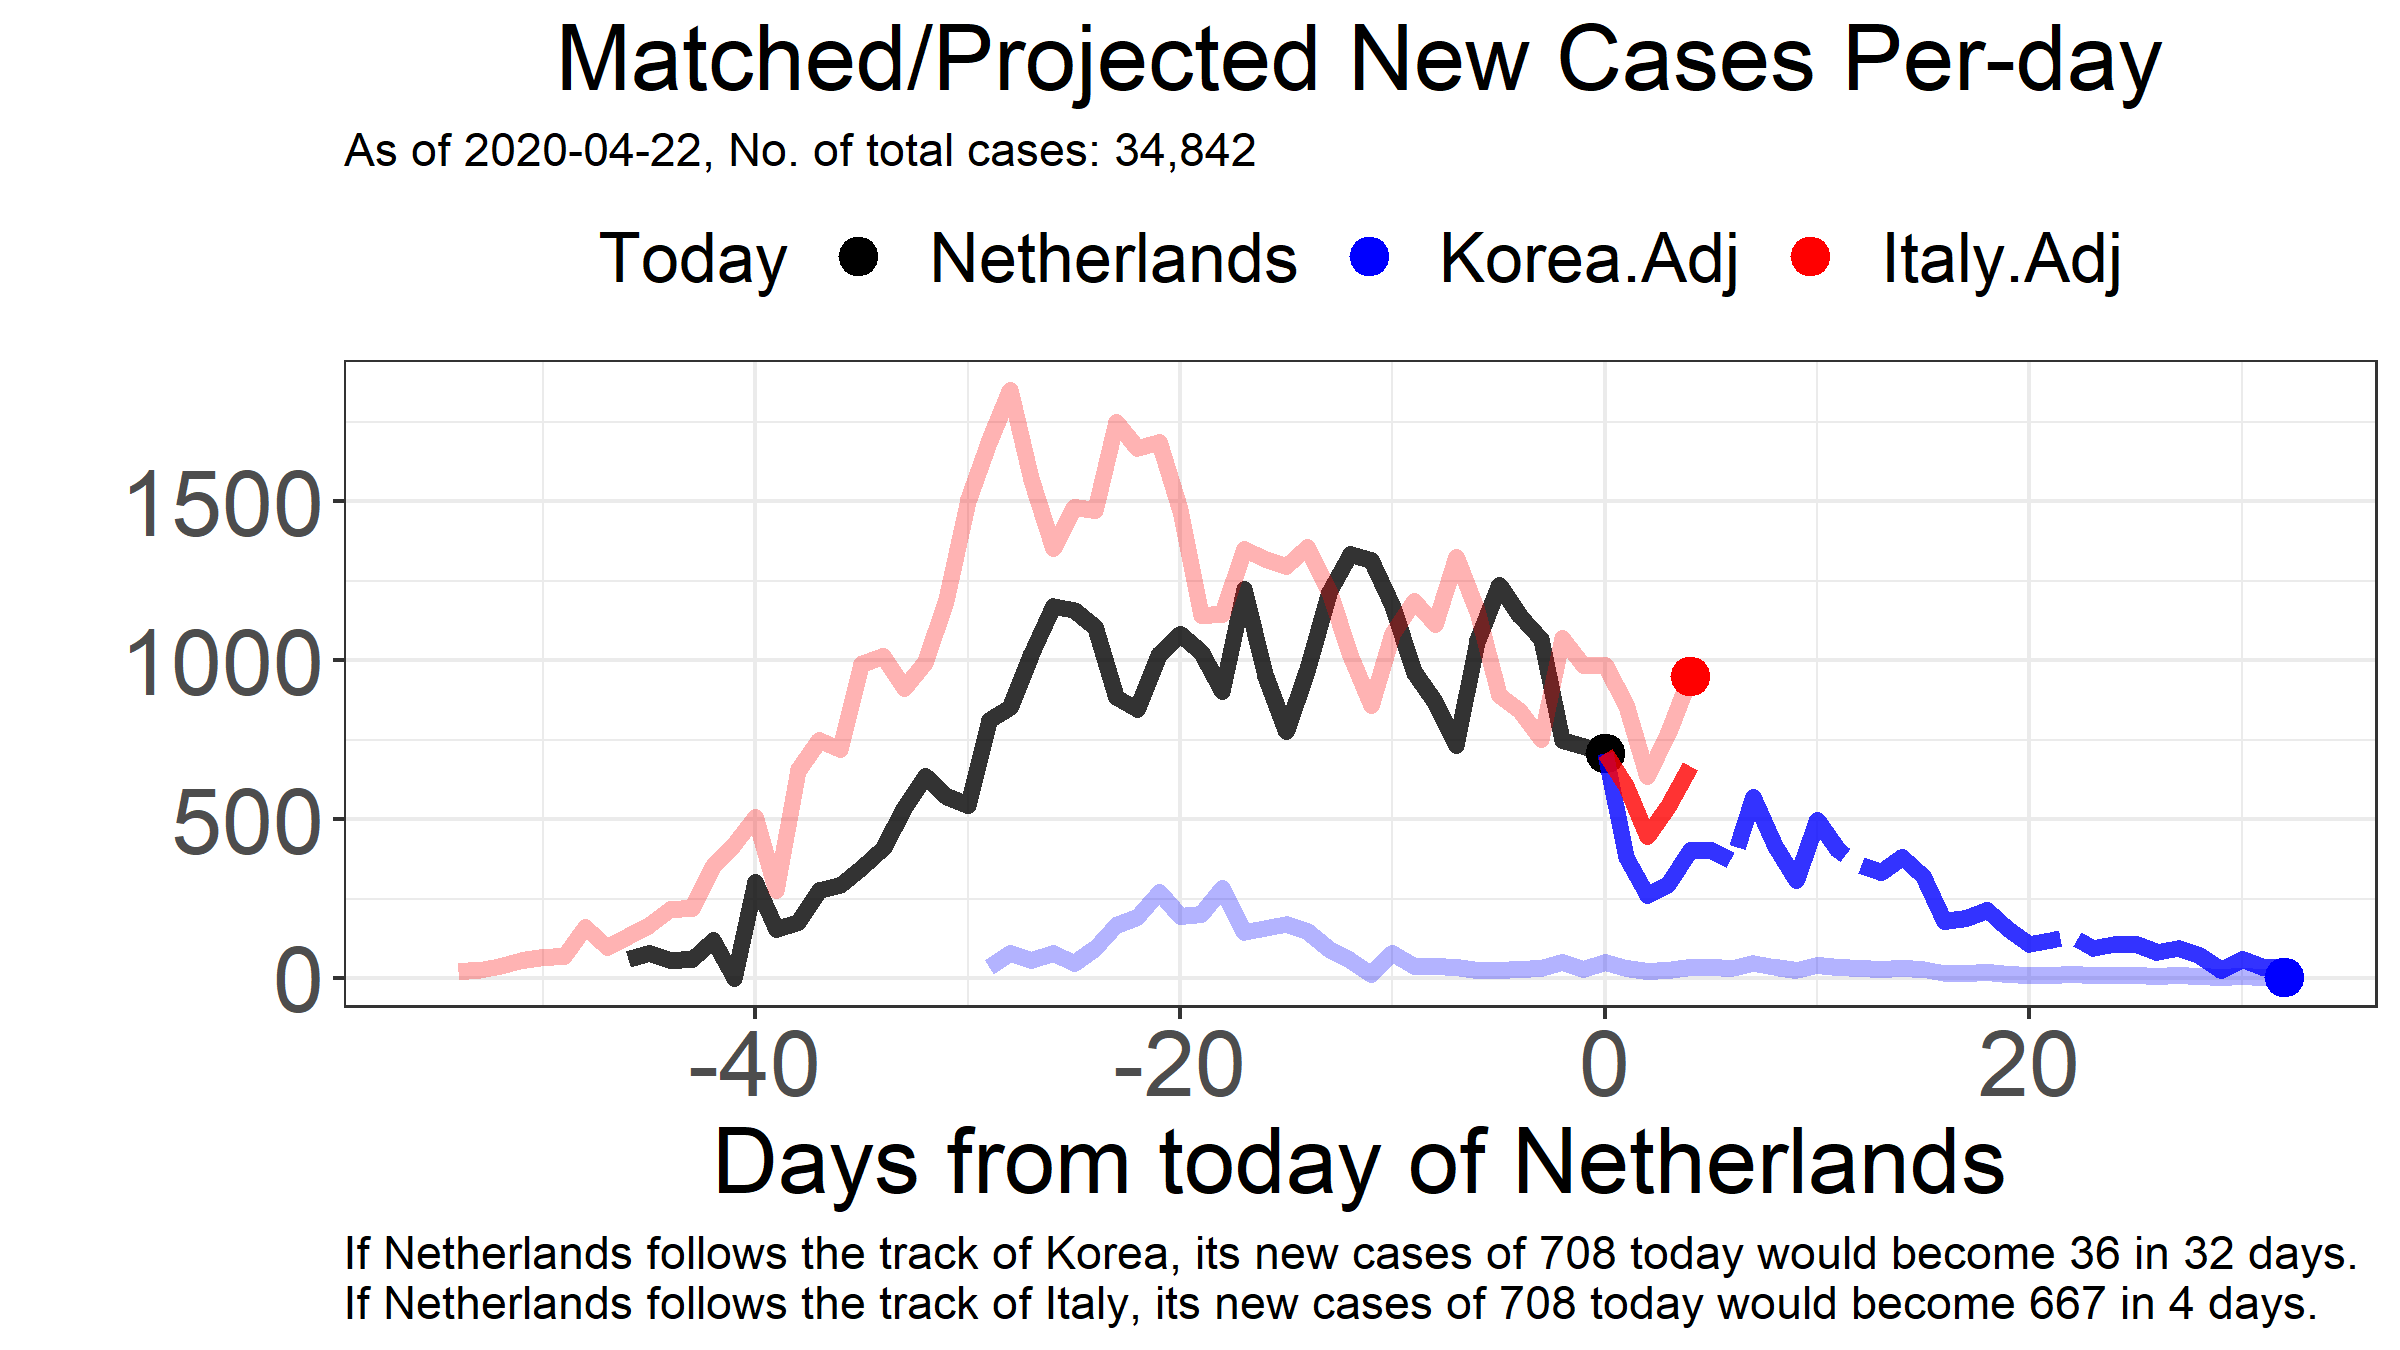 Matched/Projected New Cases Per-day
As of 2020-04-22, No. of total cases: 34,842
Today Netherlands Korea.Adj Italy.Adj
1500
1000
500
0
-40 -20 0 20
Days from today of Netherlands
If Netherlands follows the track of Korea, its new cases of 708 today would become 36 in 32 days.
If Netherlands follows the track of Italy, its new cases of 708 today would become 667 in 4 days.